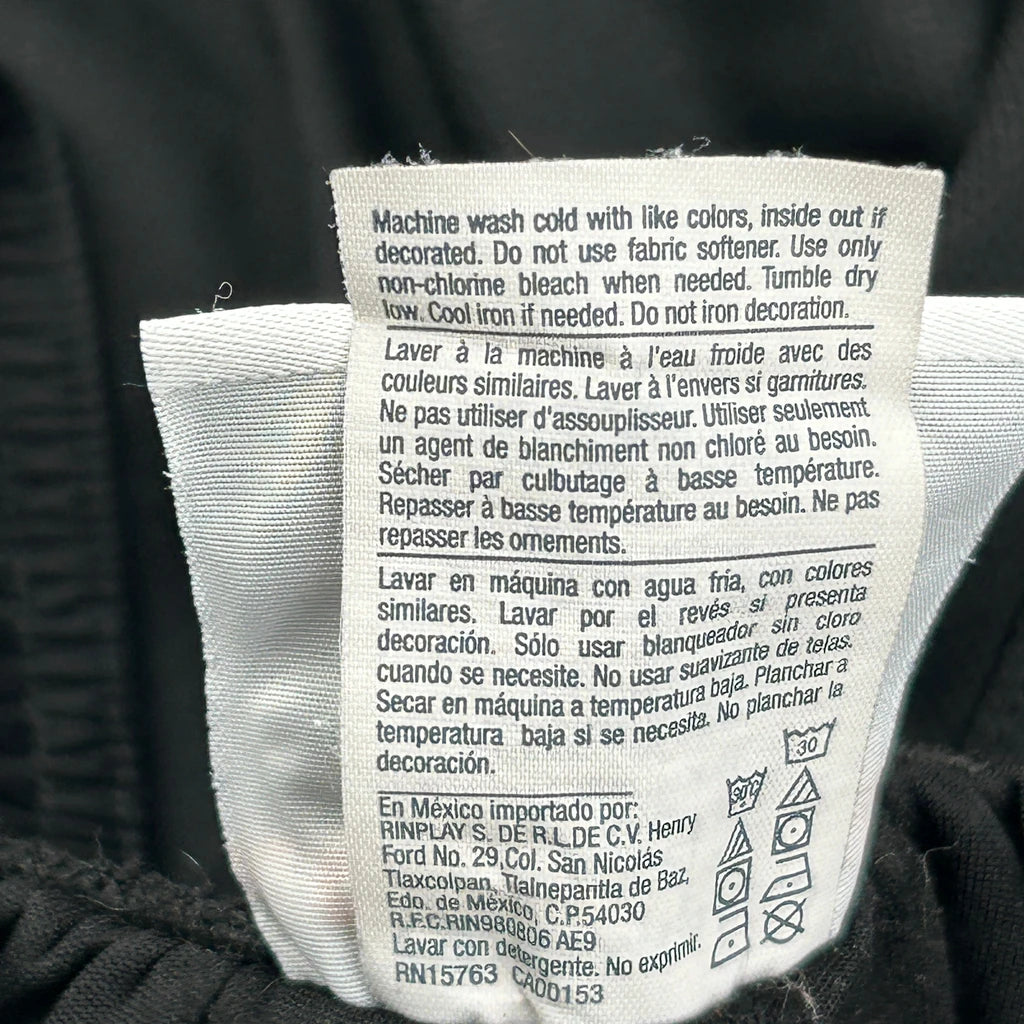 Machine wash cold with like colors, inside out if
decorated. Do not use fabric softener. Use only
non-chlorine bleach when needed. Tumble dry
low. Cool iron if needed. Do not iron decoration.
Laver à la machine à l'eau froide avec des
couleurs similaires. Laver à l'envers si garnitures.
Ne pas utiliser d'assouplisseur. Utiliser seulement
un agent de blanchiment non chloré au besoin.
Sécher par culbutage à basse température.
Repasser à basse température au besoin. Ne pas
repasser les ornements.
Lavar en máquina con agua fría, con colores
similares. Lavar por el revés si presenta
decoración. Sólo usar blanqueador sin cloro
cuando se necesite. No usar suavizante de telas.
Secar en máquina a temperatura baja. Planchar a
temperatura baja si se necesita. No planchar la
decoración.
En México importado por:
RINPLAY S. DE R.L.DE C.V. Henry
Ford No. 29,Col. San Nicolás
Tlaxcolpan, Tlalnepantla de Baz,
Edo. de México, C.P.54030
R.F.C.RIN980806 AE9
Lavar con detergente. No exprimir.
RN15763 CA00153
30°C
30